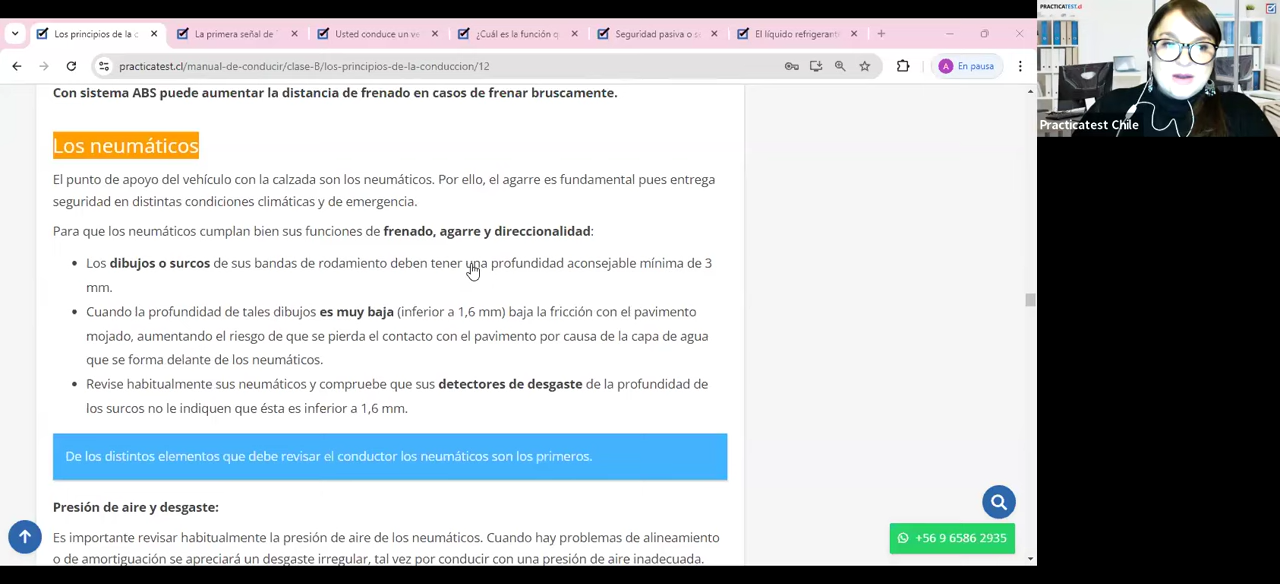 Los principios de la c
La primera señal de
Usted conduce un ve
¿Cuál es la función q
Seguridad pasiva o s
El líquido refrigerant
practicatest.cl/manual-de-conducir/clase-B/los-principios-de-la-conduccion/12
A En pausa
PRACTICATEST.cl
Practicatest Chile
Con sistema ABS puede aumentar la distancia de frenado en casos de frenar bruscamente.
Los neumáticos
El punto de apoyo del vehículo con la calzada son los neumáticos. Por ello, el agarre es fundamental pues entrega
seguridad en distintas condiciones climáticas y de emergencia.
Para que los neumáticos cumplan bien sus funciones de frenado, agarre y direccionalidad:
• Los dibujos o surcos de sus bandas de rodamiento deben tener una profundidad aconsejable mínima de 3
mm.
• Cuando la profundidad de tales dibujos es muy baja (inferior a 1,6 mm) baja la fricción con el pavimento
mojado, aumentando el riesgo de que se pierda el contacto con el pavimento por causa de la capa de agua
que se forma delante de los neumáticos.
• Revise habitualmente sus neumáticos y compruebe que sus detectores de desgaste de la profundidad de
los surcos no le indiquen que ésta es inferior a 1,6 mm.
De los distintos elementos que debe revisar el conductor los neumáticos son los primeros.
Presión de aire y desgaste:
Es importante revisar habitualmente la presión de aire de los neumáticos. Cuando hay problemas de alineamiento
o de amortiguación se apreciará un desgaste irregular, tal vez por conducir con una presión de aire inadecuada.
+56 9 6586 2935